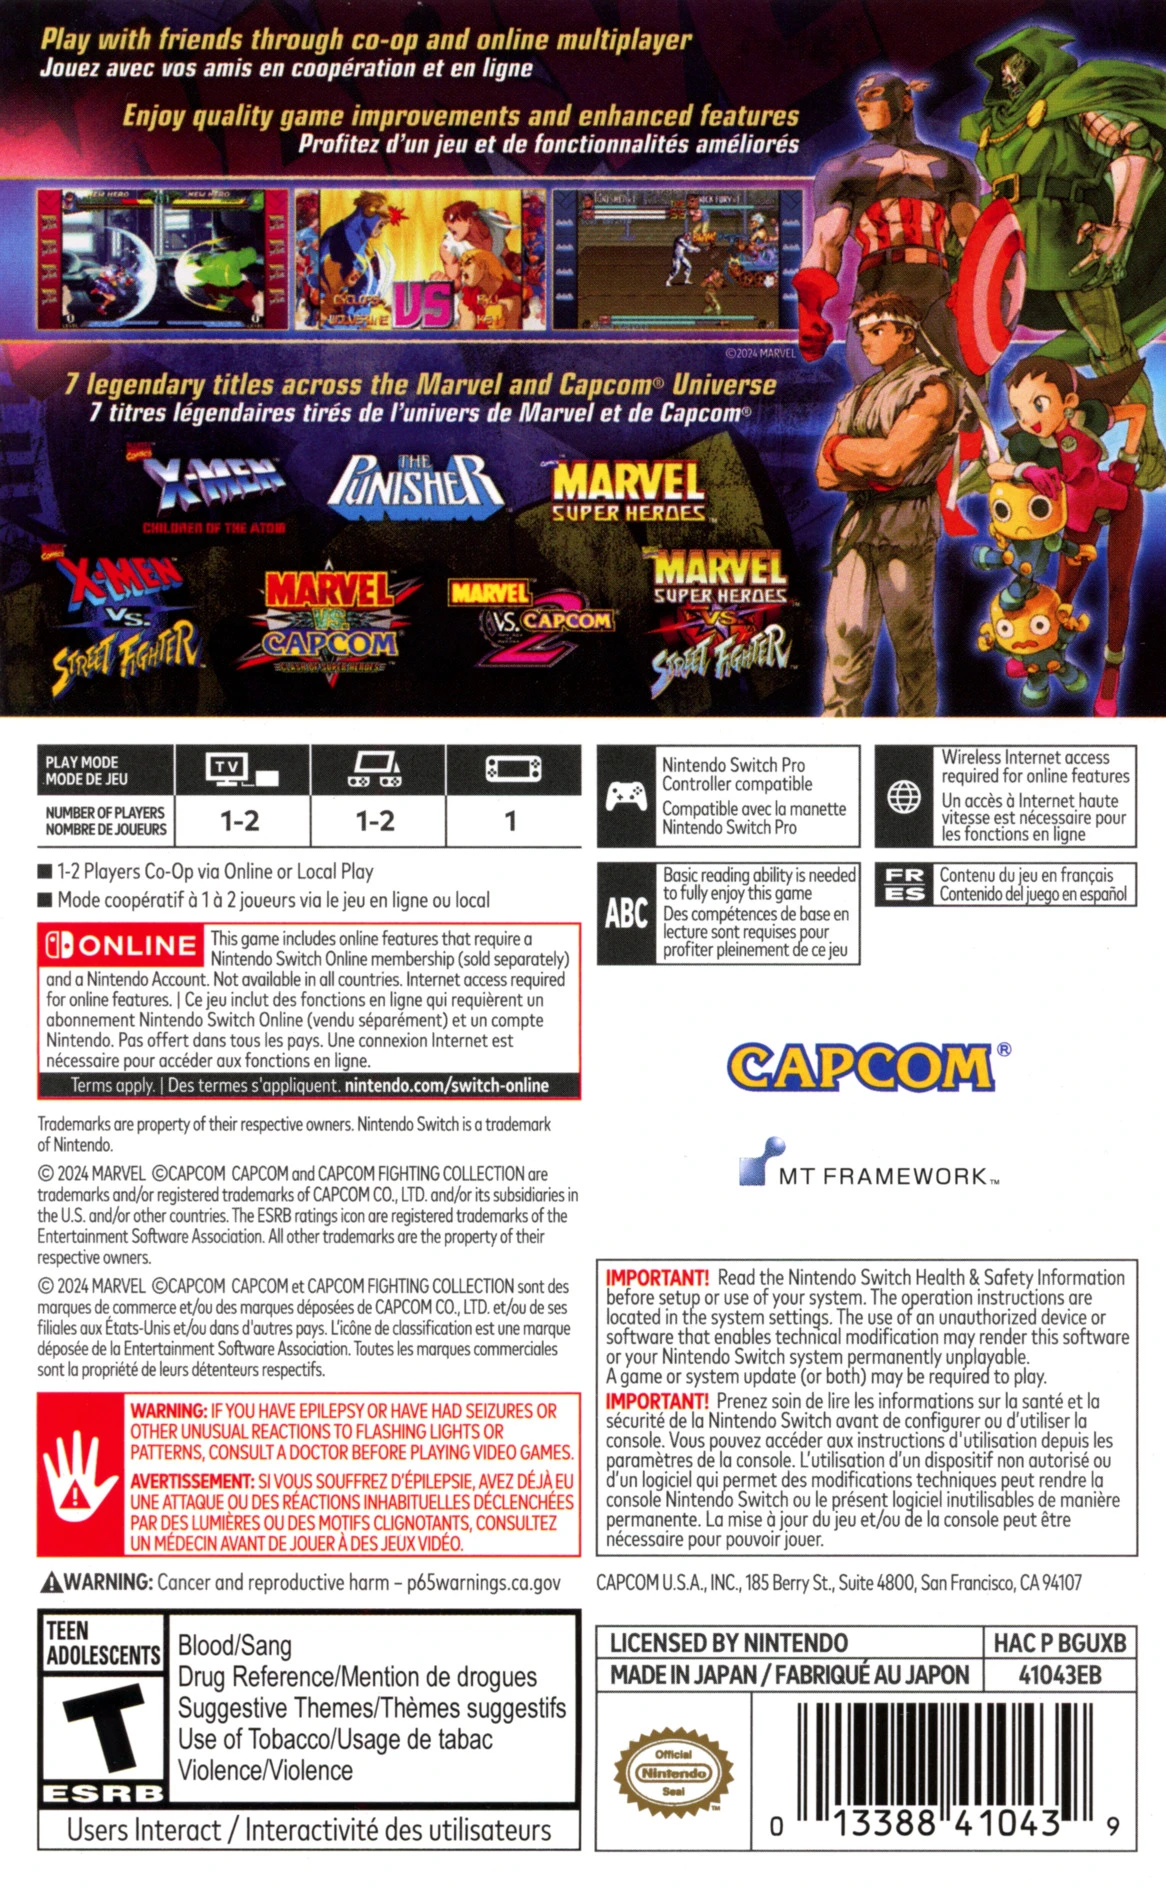 Play with friends through co-op and online multiplayer
Jouez avec vos amis en coopération et en ligne
Enjoy quality game improvements and enhanced features
Profitez d'un jeu et de fonctionnalités améliorés
NEW HERO
VS
CYCLOPS
WOLVERINE
RYU
KEN
NICK FURY
©2024 MARVEL
7 legendary titles across the Marvel and Capcom® Universe
7 titres légendaires tirés de l'univers de Marvel et de Capcom®
X-MEN
CHILDREN OF THE ATOM
THE
PUNISHER
MARVEL
SUPER HEROES
X-MEN
VS.
STREET FIGHTER
MARVEL
VS.
CAPCOM
CLASH OF SUPER HEROES
MARVEL
VS. CAPCOM
2
MARVEL
SUPER HEROES
VS.
STREET FIGHTER
PLAY MODE
MODE DE JEU
TV
NUMBER OF PLAYERS
NOMBRE DE JOUEURS
1-2
1-2
1
■ 1-2 Players Co-Op via Online or Local Play
■ Mode coopératif à 1 à 2 joueurs via le jeu en ligne ou local
Nintendo Switch Pro
Controller compatible
Compatible avec la manette
Nintendo Switch Pro
Wireless Internet access
required for online features
Un accès à Internet haute
vitesse est nécessaire pour
les fonctions en ligne
ABC
Basic reading ability is needed
to fully enjoy this game
Des compétences de base en
lecture sont requises pour
profiter pleinement de ce jeu
FR
ES
Contenu du jeu en français
Contenido del juego en español
ONLINE
This game includes online features that require a
Nintendo Switch Online membership (sold separately)
and a Nintendo Account. Not available in all countries. Internet access required
for online features. | Ce jeu inclut des fonctions en ligne qui requièrent un
abonnement Nintendo Switch Online (vendu séparément) et un compte
Nintendo. Pas offert dans tous les pays. Une connexion Internet est
nécessaire pour accéder aux fonctions en ligne.
Terms apply. | Des termes s'appliquent. nintendo.com/switch-online
CAPCOM®
MT FRAMEWORK™
Trademarks are property of their respective owners. Nintendo Switch is a trademark
of Nintendo.
© 2024 MARVEL ©CAPCOM CAPCOM and CAPCOM FIGHTING COLLECTION are
trademarks and/or registered trademarks of CAPCOM CO., LTD. and/or its subsidiaries in
the U.S. and/or other countries. The ESRB ratings icon are registered trademarks of the
Entertainment Software Association. All other trademarks are the property of their
respective owners.
© 2024 MARVEL ©CAPCOM CAPCOM et CAPCOM FIGHTING COLLECTION sont des
marques de commerce et/ou des marques déposées de CAPCOM CO., LTD. et/ou de ses
filiales aux États-Unis et/ou dans d'autres pays. L'icône de classification est une marque
déposée de la Entertainment Software Association. Toutes les marques commerciales
sont la propriété de leurs détenteurs respectifs.
WARNING: IF YOU HAVE EPILEPSY OR HAVE HAD SEIZURES OR
OTHER UNUSUAL REACTIONS TO FLASHING LIGHTS OR
PATTERNS, CONSULT A DOCTOR BEFORE PLAYING VIDEO GAMES.
AVERTISSEMENT: SI VOUS SOUFFREZ D'ÉPILEPSIE, AVEZ DÉJÀ EU
UNE ATTAQUE OU DES RÉACTIONS INHABITUELLES DÉCLENCHÉES
PAR DES LUMIÈRES OU DES MOTIFS CLIGNOTANTS, CONSULTEZ
UN MÉDECIN AVANT DE JOUER À DES JEUX VIDÉO.
⚠WARNING: Cancer and reproductive harm – p65warnings.ca.gov
IMPORTANT! Read the Nintendo Switch Health & Safety Information
before setup or use of your system. The operation instructions are
located in the system settings. The use of an unauthorized device or
software that enables technical modification may render this software
or your Nintendo Switch system permanently unplayable.
A game or system update (or both) may be required to play.
IMPORTANT! Prenez soin de lire les informations sur la santé et la
sécurité de la Nintendo Switch avant de configurer ou d'utiliser la
console. Vous pouvez accéder aux instructions d'utilisation depuis les
paramètres de la console. L'utilisation d'un dispositif non autorisé ou
d'un logiciel qui permet des modifications techniques peut rendre la
console Nintendo Switch ou le présent logiciel inutilisables de manière
permanente. La mise à jour du jeu et/ou de la console peut être
nécessaire pour pouvoir jouer.
CAPCOM U.S.A., INC., 185 Berry St., Suite 4800, San Francisco, CA 94107
TEEN
ADOLESCENTS
T
ESRB
Blood/Sang
Drug Reference/Mention de drogues
Suggestive Themes/Thèmes suggestifs
Use of Tobacco/Usage de tabac
Violence/Violence
Users Interact / Interactivité des utilisateurs
LICENSED BY NINTENDO
HAC P BGUXB
MADE IN JAPAN / FABRIQUÉ AU JAPON
41043EB
Official
Nintendo
Seal
™
0 13388 41043 9